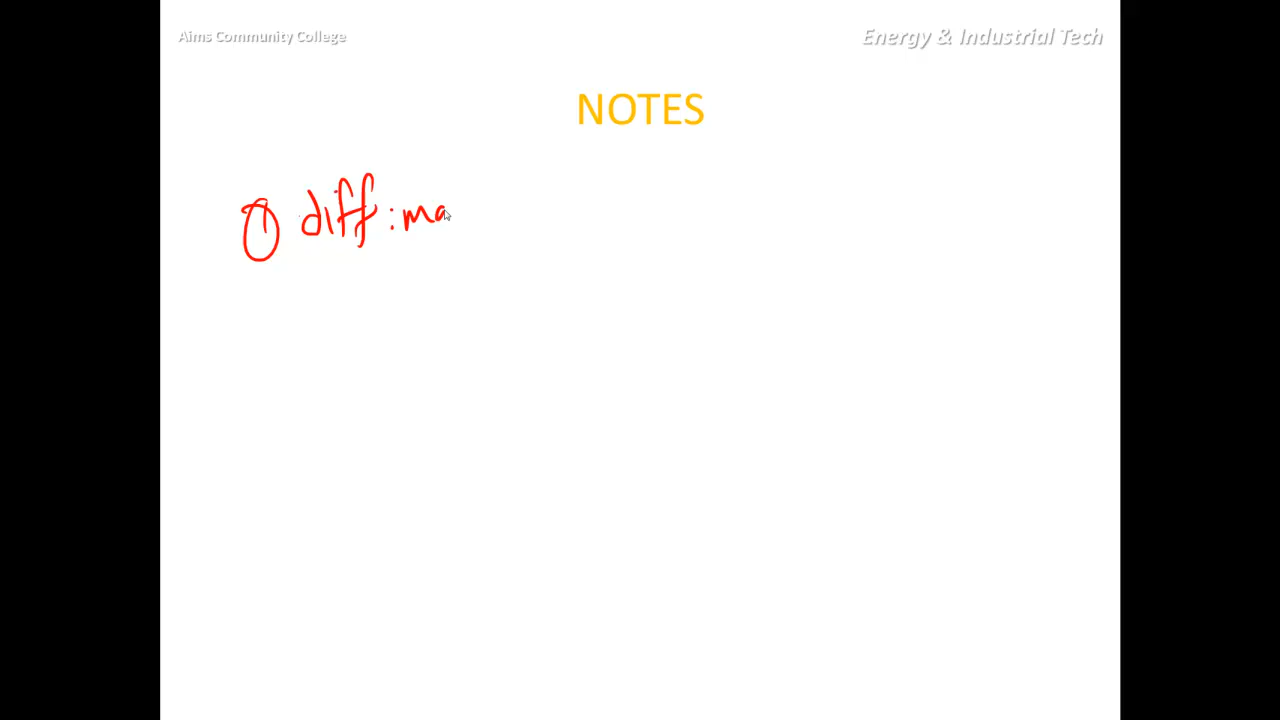 Aims Community College
Energy & Industrial Tech
NOTES
① diff: ma